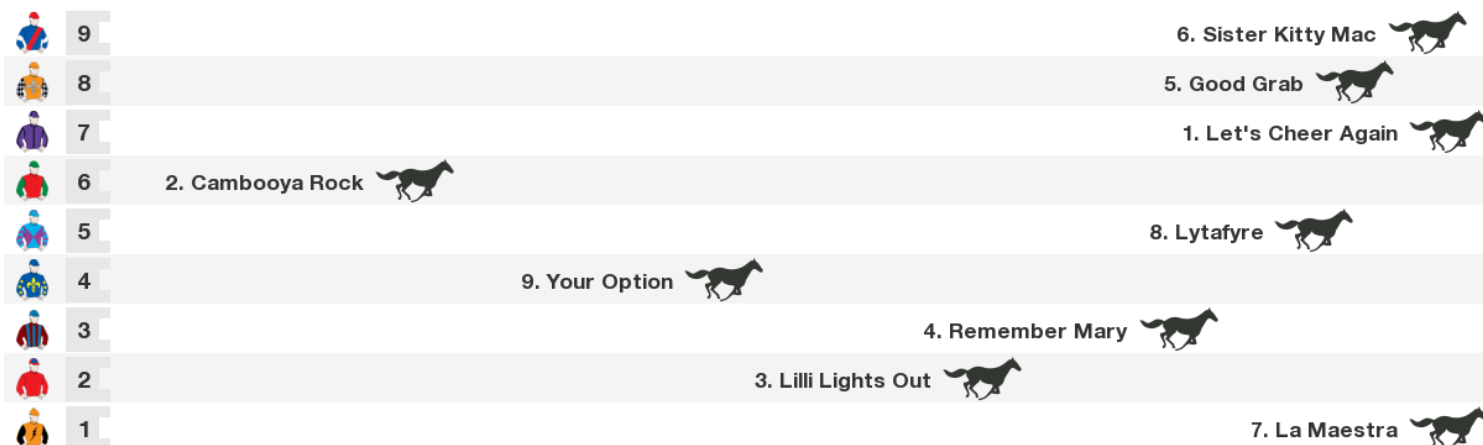 9 6. Sister Kitty Mac
8 5. Good Grab
7 1. Let's Cheer Again
6 2. Cambooya Rock
5 8. Lytafyre
4 9. Your Option
3 4. Remember Mary
2 3. Lilli Lights Out
1 7. La Maestra